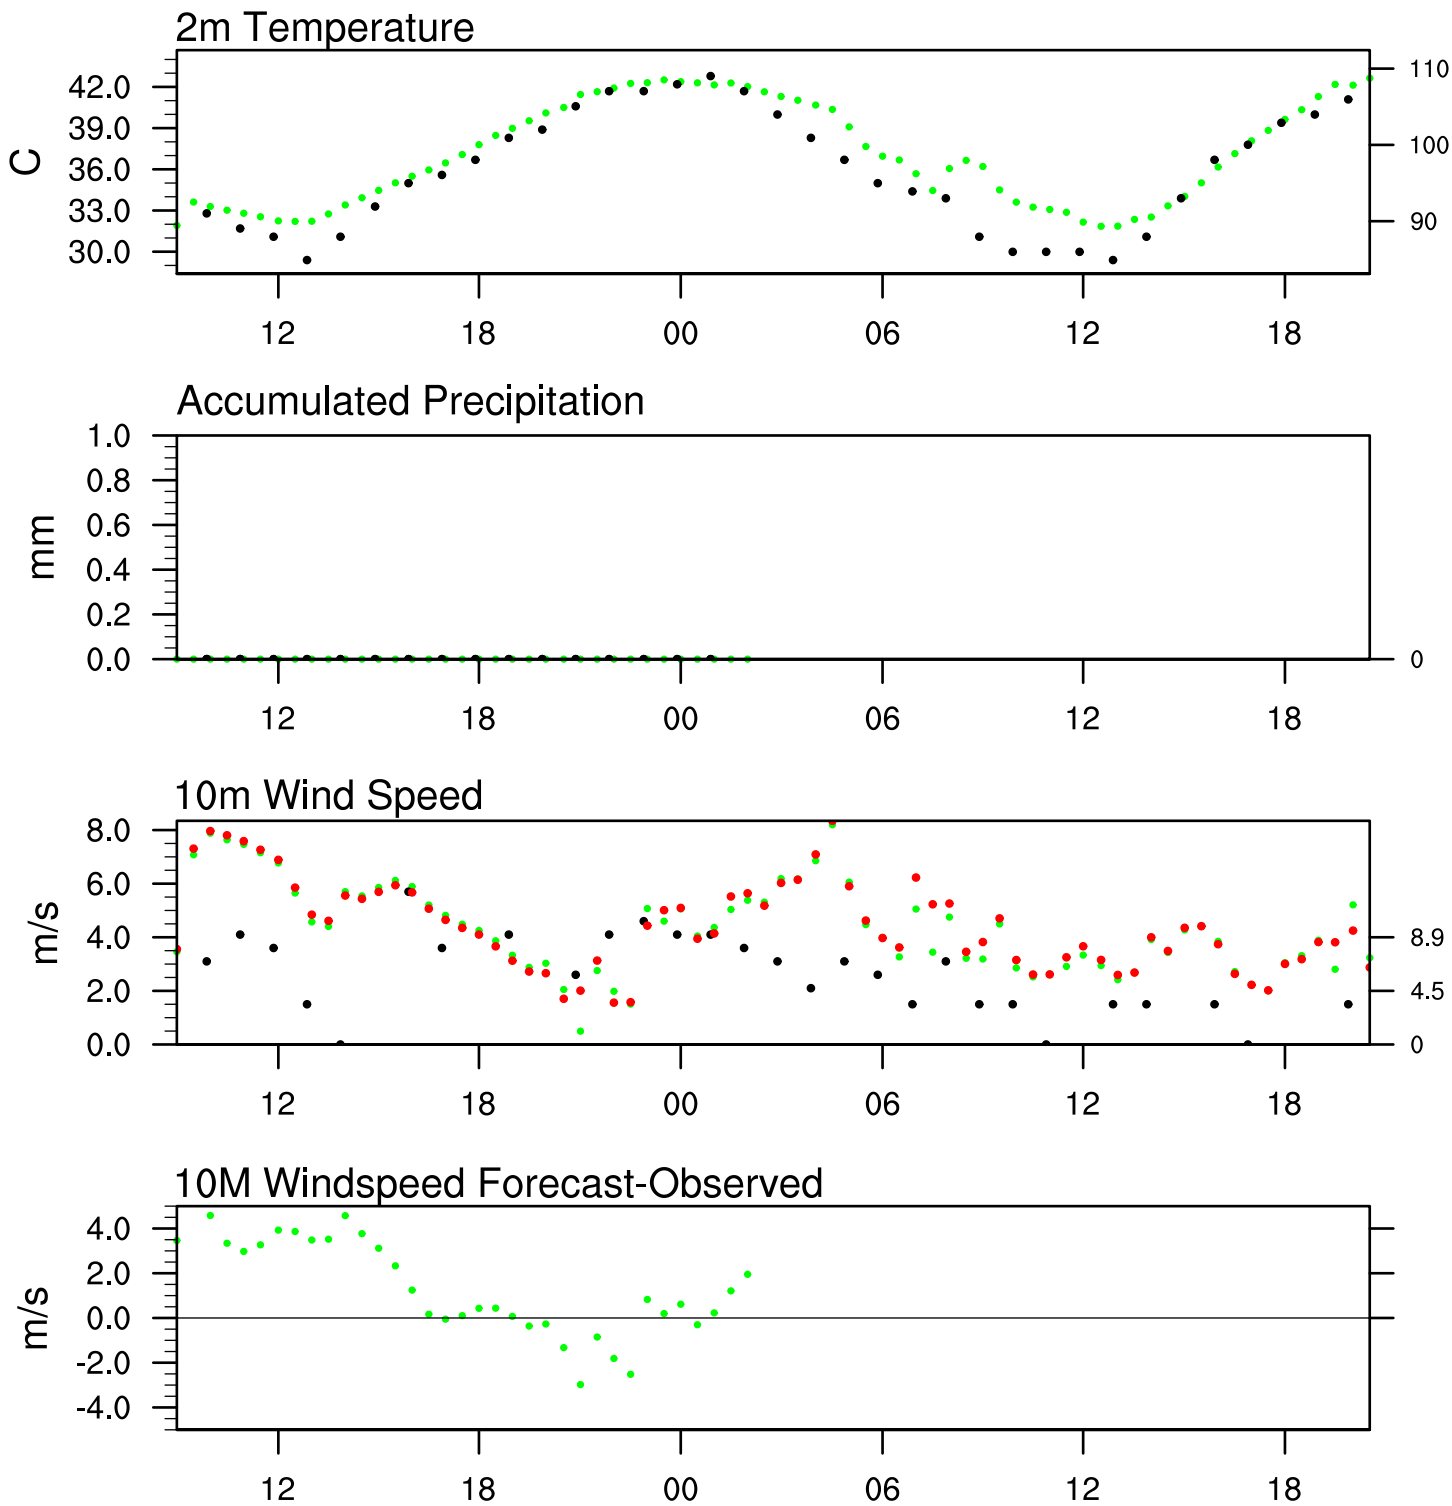 2m Temperature
42.0
39.0
36.0
33.0
30.0
C
110
100
90
12 18 00 06 12 18
Accumulated Precipitation
1.0
0.8
0.6
0.4
0.2
0.0
mm
0
12 18 00 06 12 18
10m Wind Speed
8.0
6.0
4.0
2.0
0.0
m/s
8.9
4.5
0
12 18 00 06 12 18
10M Windspeed Forecast-Observed
4.0
2.0
0.0
-2.0
-4.0
m/s
12 18 00 06 12 18